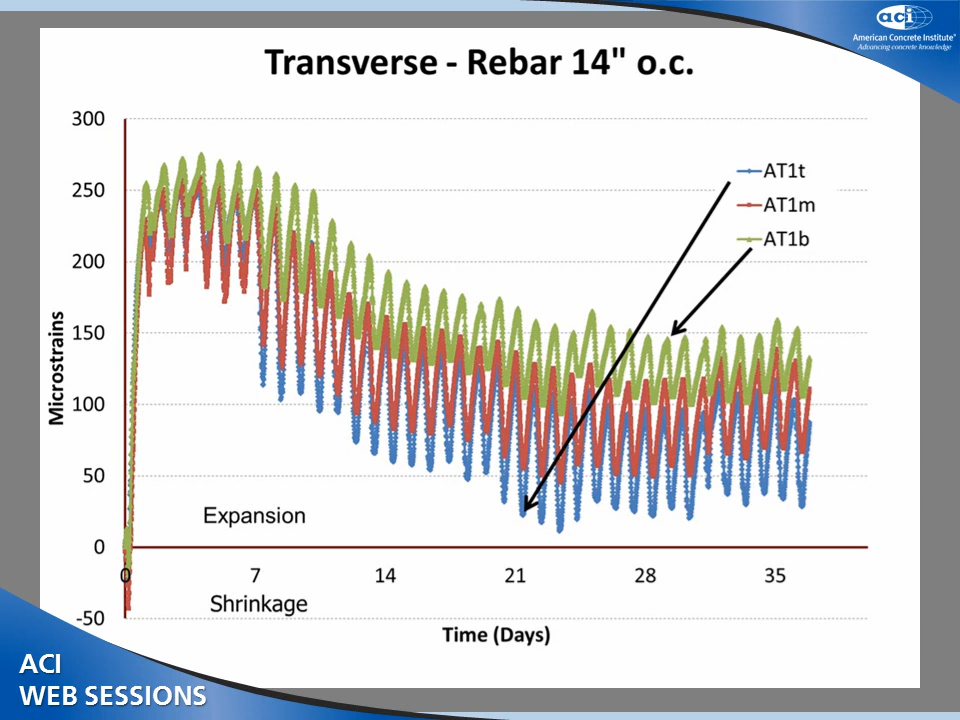 aci
American Concrete Institute®
Advancing concrete knowledge
Transverse - Rebar 14" o.c.
300
250
200
150
100
50
0
-50
Microstrains
AT1t
AT1m
AT1b
Expansion
0 7 14 21 28 35
Shrinkage
Time (Days)
ACI
WEB SESSIONS